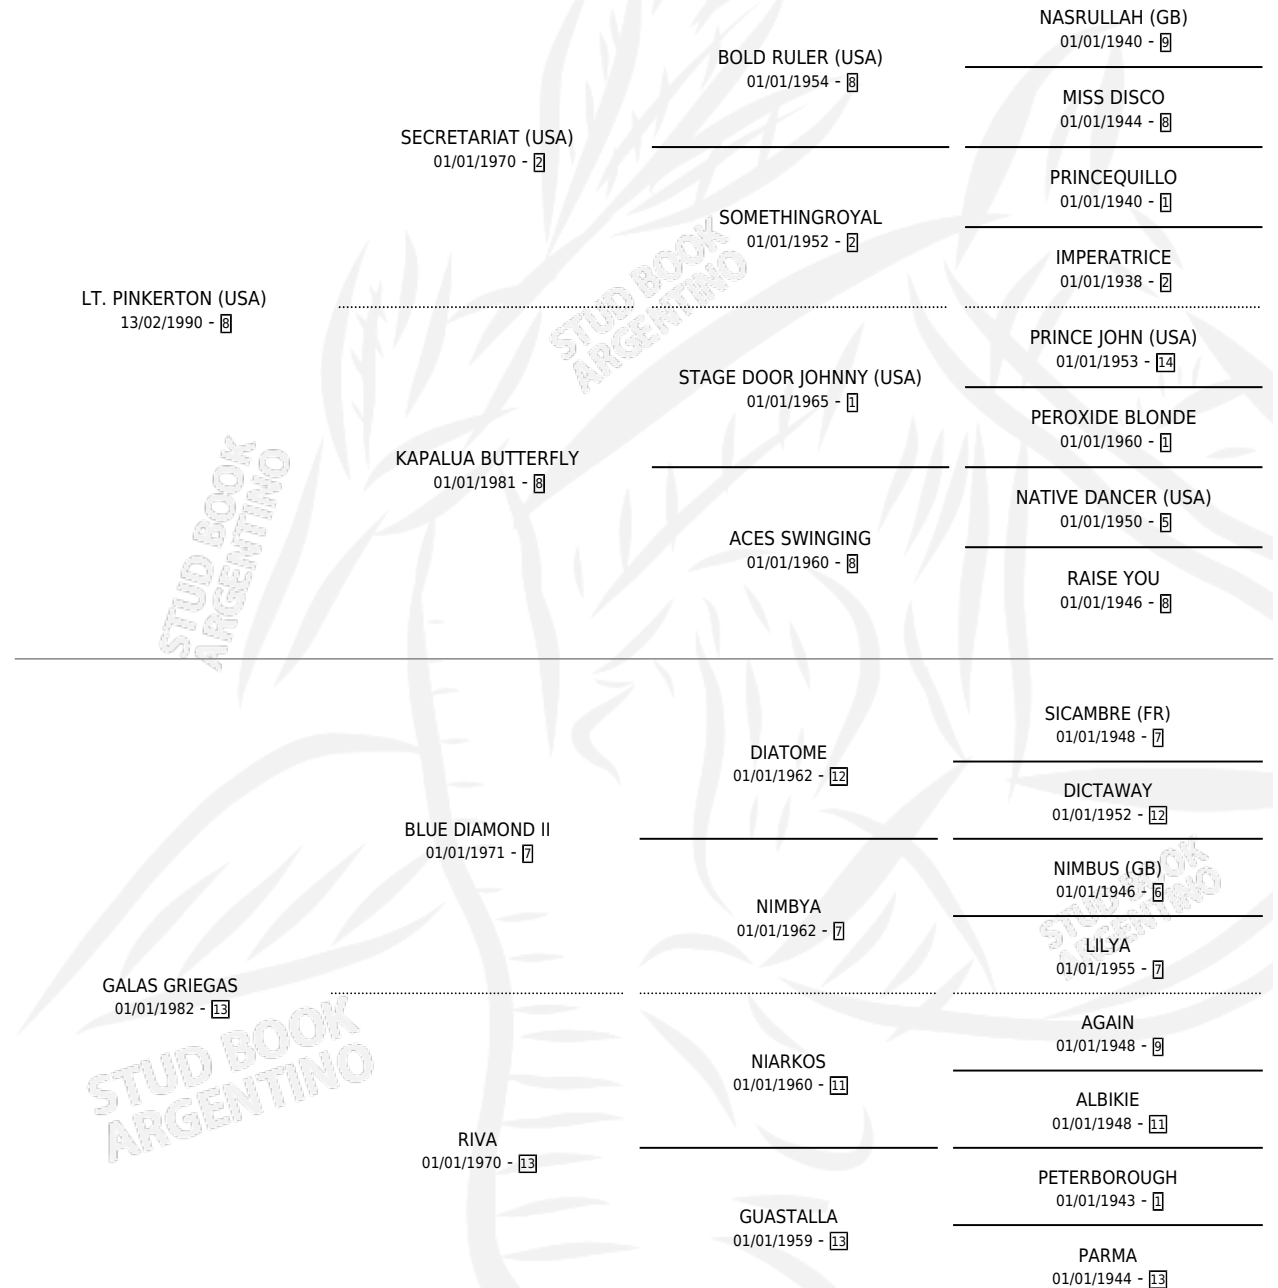 NASRULLAH (GB)
01/01/1940 - 9
BOLD RULER (USA)
01/01/1954 - 8
MISS DISCO
01/01/1944 - 8
SECRETARIAT (USA)
01/01/1970 - 2
PRINCEQUILLO
01/01/1940 - 1
SOMETHINGROYAL
01/01/1952 - 2
IMPERATRICE
01/01/1938 - 2
LT. PINKERTON (USA)
13/02/1990 - 8
STUD BOOK
ARGENTINO
PRINCE JOHN (USA)
01/01/1953 - 14
STAGE DOOR JOHNNY (USA)
01/01/1965 - 1
PEROXIDE BLONDE
01/01/1960 - 1
KAPALUA BUTTERFLY
01/01/1981 - 8
NATIVE DANCER (USA)
01/01/1950 - 5
ACES SWINGING
01/01/1960 - 8
RAISE YOU
01/01/1946 - 8
STUD BOOK
ARGENTINO
SICAMBRE (FR)
01/01/1948 - 7
DIATOME
01/01/1962 - 12
DICTAWAY
01/01/1952 - 12
BLUE DIAMOND II
01/01/1971 - 7
NIMBUS (GB)
01/01/1946 - 6
NIMBYA
01/01/1962 - 7
LILYA
01/01/1955 - 7
STUD BOOK
ARGENTINO
GALAS GRIEGAS
01/01/1982 - 13
AGAIN
01/01/1948 - 9
NIARKOS
01/01/1960 - 11
ALBIKIE
01/01/1948 - 11
STUD BOOK
ARGENTINO
RIVA
01/01/1970 - 13
PETERBOROUGH
01/01/1943 - 1
GUASTALLA
01/01/1959 - 13
PARMA
01/01/1944 - 13